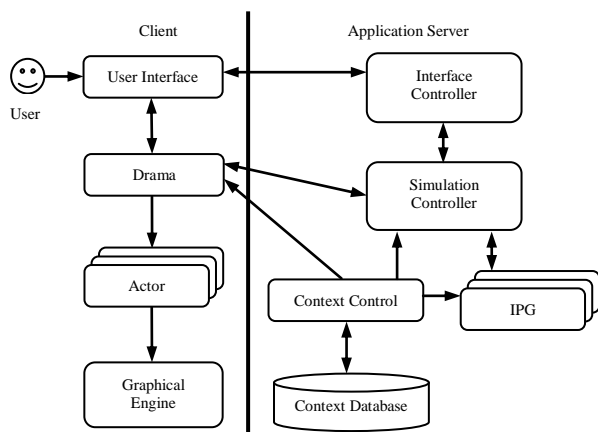 Client
Application Server
User Interface
Interface
Controller
User
Drama
Simulation
Controller
Actor
Context Control
IPG
Graphical
Engine
Context Database